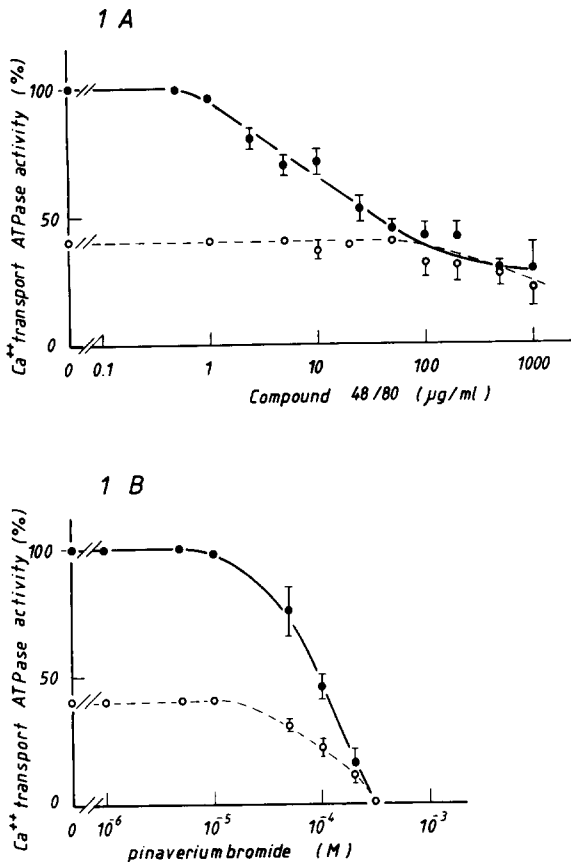 1 A
Ca++ transport ATPase activity (%)
100
50
0
0 0.1 1 10 100 1000
Compound 48/80 (µg/ml)
1 B
Ca++ transport ATPase activity (%)
100
50
0
0 10-6 10-5 10-4 10-3
pinaverium bromide (M)